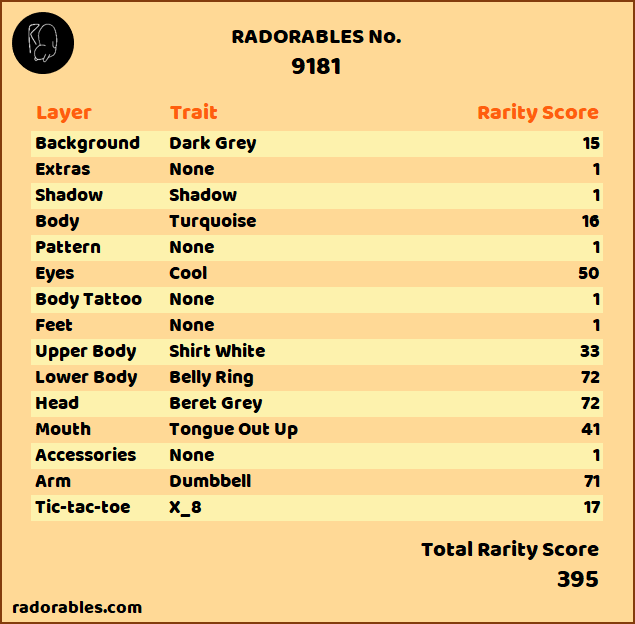 RADORABLES No.
9181
Layer Trait Rarity Score
Background Dark Grey 15
Extras None 1
Shadow Shadow 1
Body Turquoise 16
Pattern None 1
Eyes Cool 50
Body Tattoo None 1
Feet None 1
Upper Body Shirt White 33
Lower Body Belly Ring 72
Head Beret Grey 72
Mouth Tongue Out Up 41
Accessories None 1
Arm Dumbbell 71
Tic-tac-toe X_8 17
Total Rarity Score
395
radorables.com